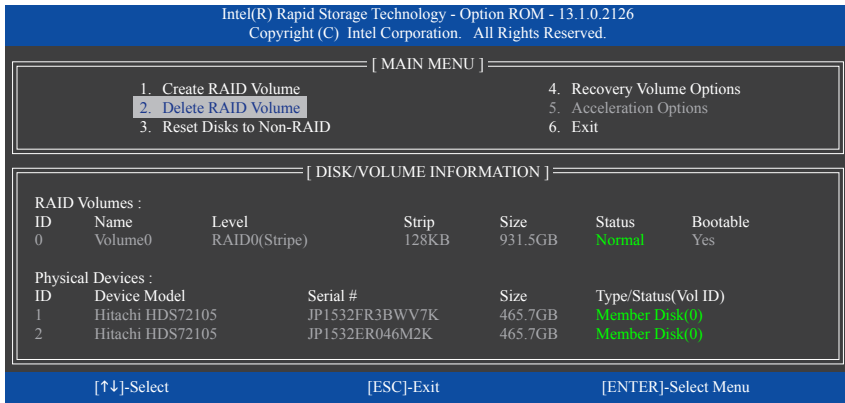 Intel(R) Rapid Storage Technology - Option ROM - 13.1.0.2126
Copyright (C) Intel Corporation. All Rights Reserved.
[ MAIN MENU ]
1. Create RAID Volume 4. Recovery Volume Options
2. Delete RAID Volume 5. Acceleration Options
3. Reset Disks to Non-RAID 6. Exit
[ DISK/VOLUME INFORMATION ]
RAID Volumes :
ID Name Level Strip Size Status Bootable
0 Volume0 RAID0(Stripe) 128KB 931.5GB Normal Yes
Physical Devices :
ID Device Model Serial # Size Type/Status(Vol ID)
1 Hitachi HDS72105 JP1532FR3BWV7K 465.7GB Member Disk(0)
2 Hitachi HDS72105 JP1532ER046M2K 465.7GB Member Disk(0)
[↑↓]-Select [ESC]-Exit [ENTER]-Select Menu